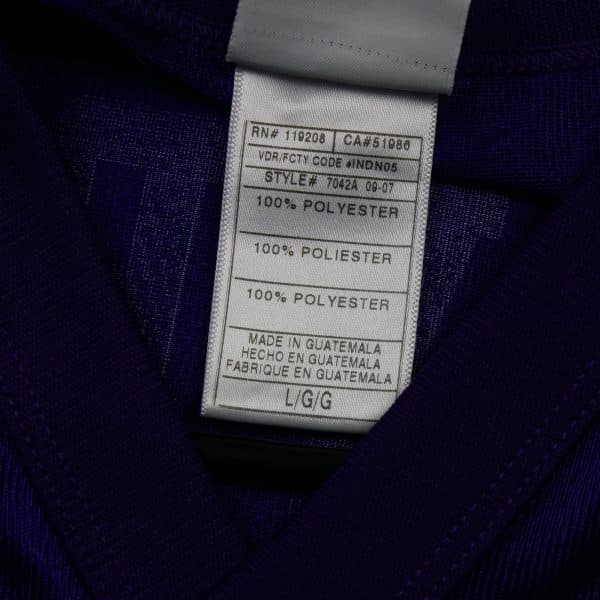 RN# 119208 CA#51986
VDR/FCTY CODE #INDN05
STYLE# 7042A 09-07
100% POLYESTER
100% POLIESTER
100% POLYESTER
MADE IN GUATEMALA
HECHO EN GUATEMALA
FABRIQUE EN GUATEMALA
L/G/G